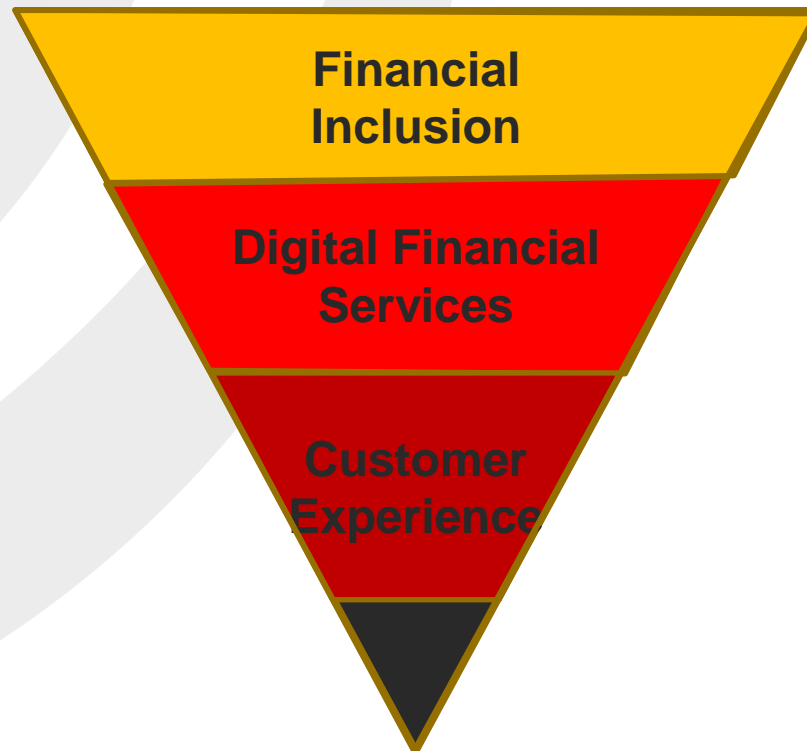 Financial
Inclusion
Digital Financial
Services
Customer
Experience